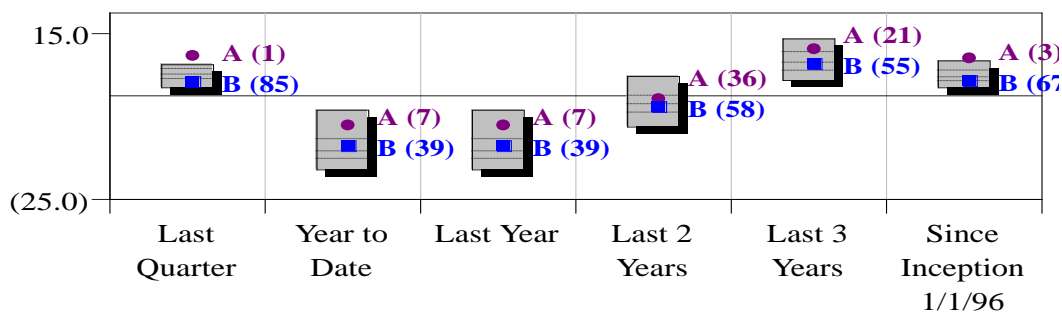 15.0
(25.0)
A (1)
B (85)
A (7)
B (39)
A (7)
B (39)
A (36)
B (58)
A (21)
B (55)
A (3)
B (67
Last
Quarter
Year to
Date
Last Year
Last 2
Years
Last 3
Years
Since
Inception
1/1/96